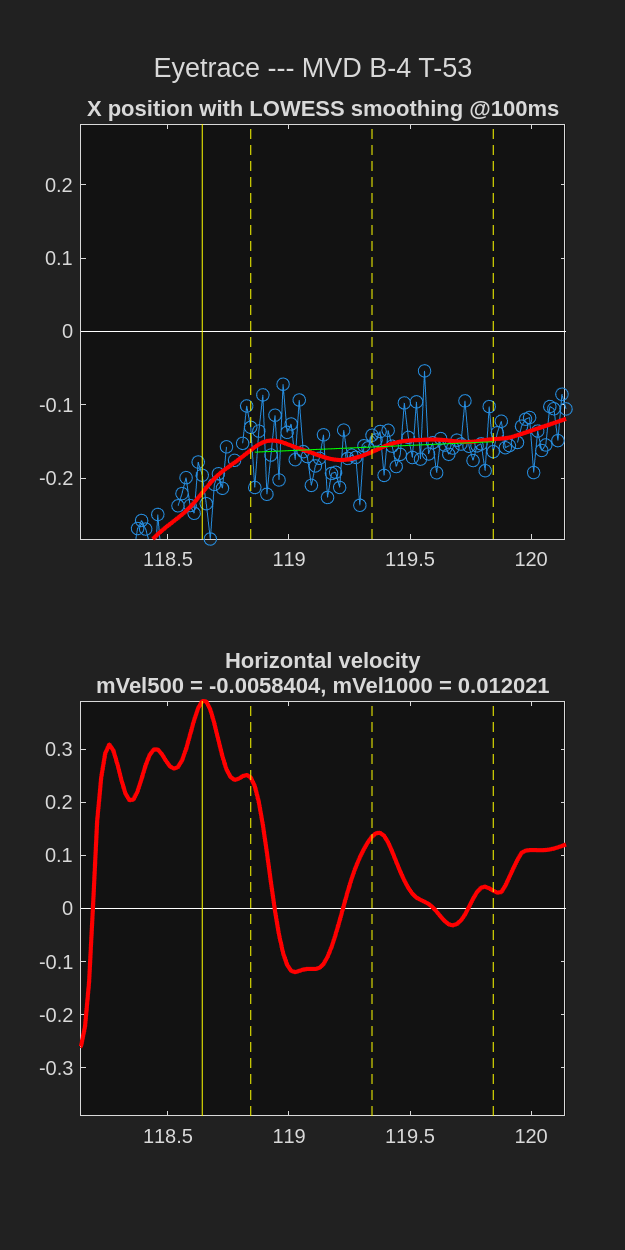 Eyetrace --- MVD B-4 T-53
X position with LOWESS smoothing @100ms
0.2
0.1
0
-0.1
-0.2
118.5 119 119.5 120
Horizontal velocity
mVel500 = -0.0058404, mVel1000 = 0.012021
0.3
0.2
0.1
0
-0.1
-0.2
-0.3
118.5 119 119.5 120